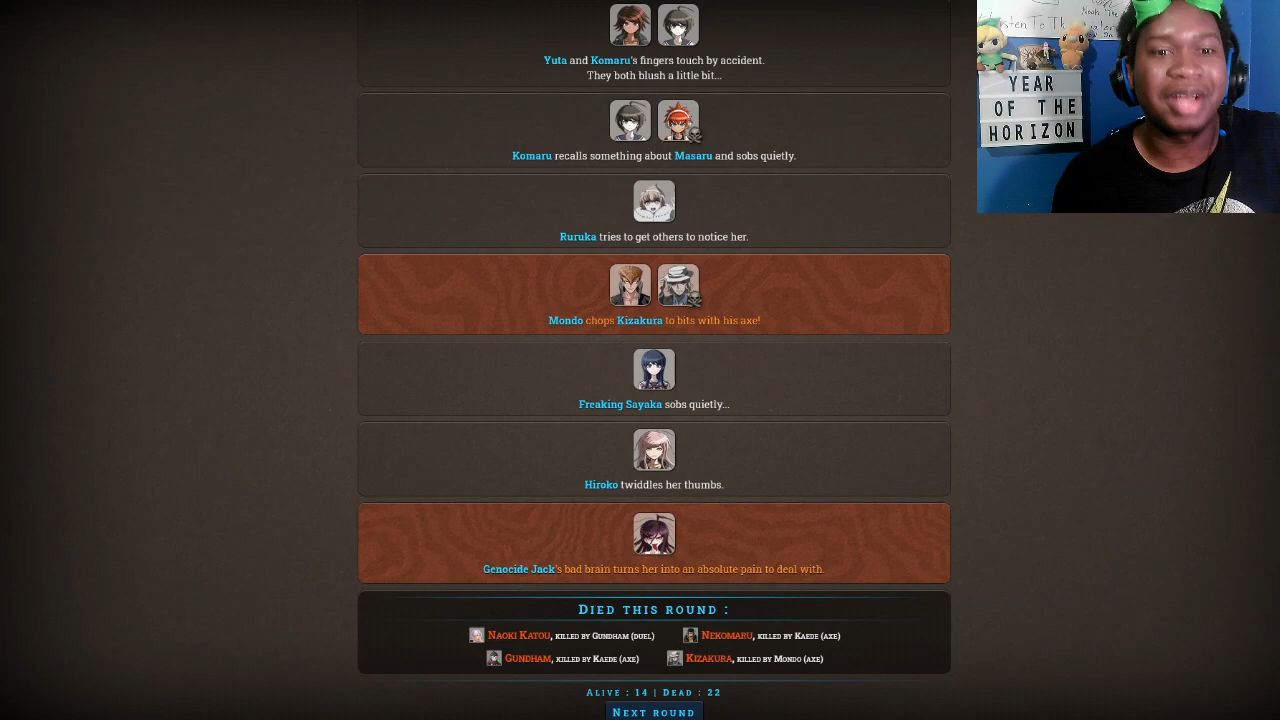 Yuta and Komaru's fingers touch by accident.
They both blush a little bit...
Komaru recalls something about Masaru and sobs quietly.
Ruruka tries to get others to notice her.
Mondo chops Kizakura to bits with his axe!
Freaking Sayaka sobs quietly...
Hiroko twiddles her thumbs.
Genocide Jack's bad brain turns her into an absolute pain to deal with.
Died this round :
Naoki Katou, killed by Gundham (duel)
Nekomaru, killed by Kaede (axe)
Gundham, killed by Kaede (axe)
Kizakura, killed by Mondo (axe)
Alive : 14 | Dead : 22
Next round
To The
YEAR
OF THE
HORIZON